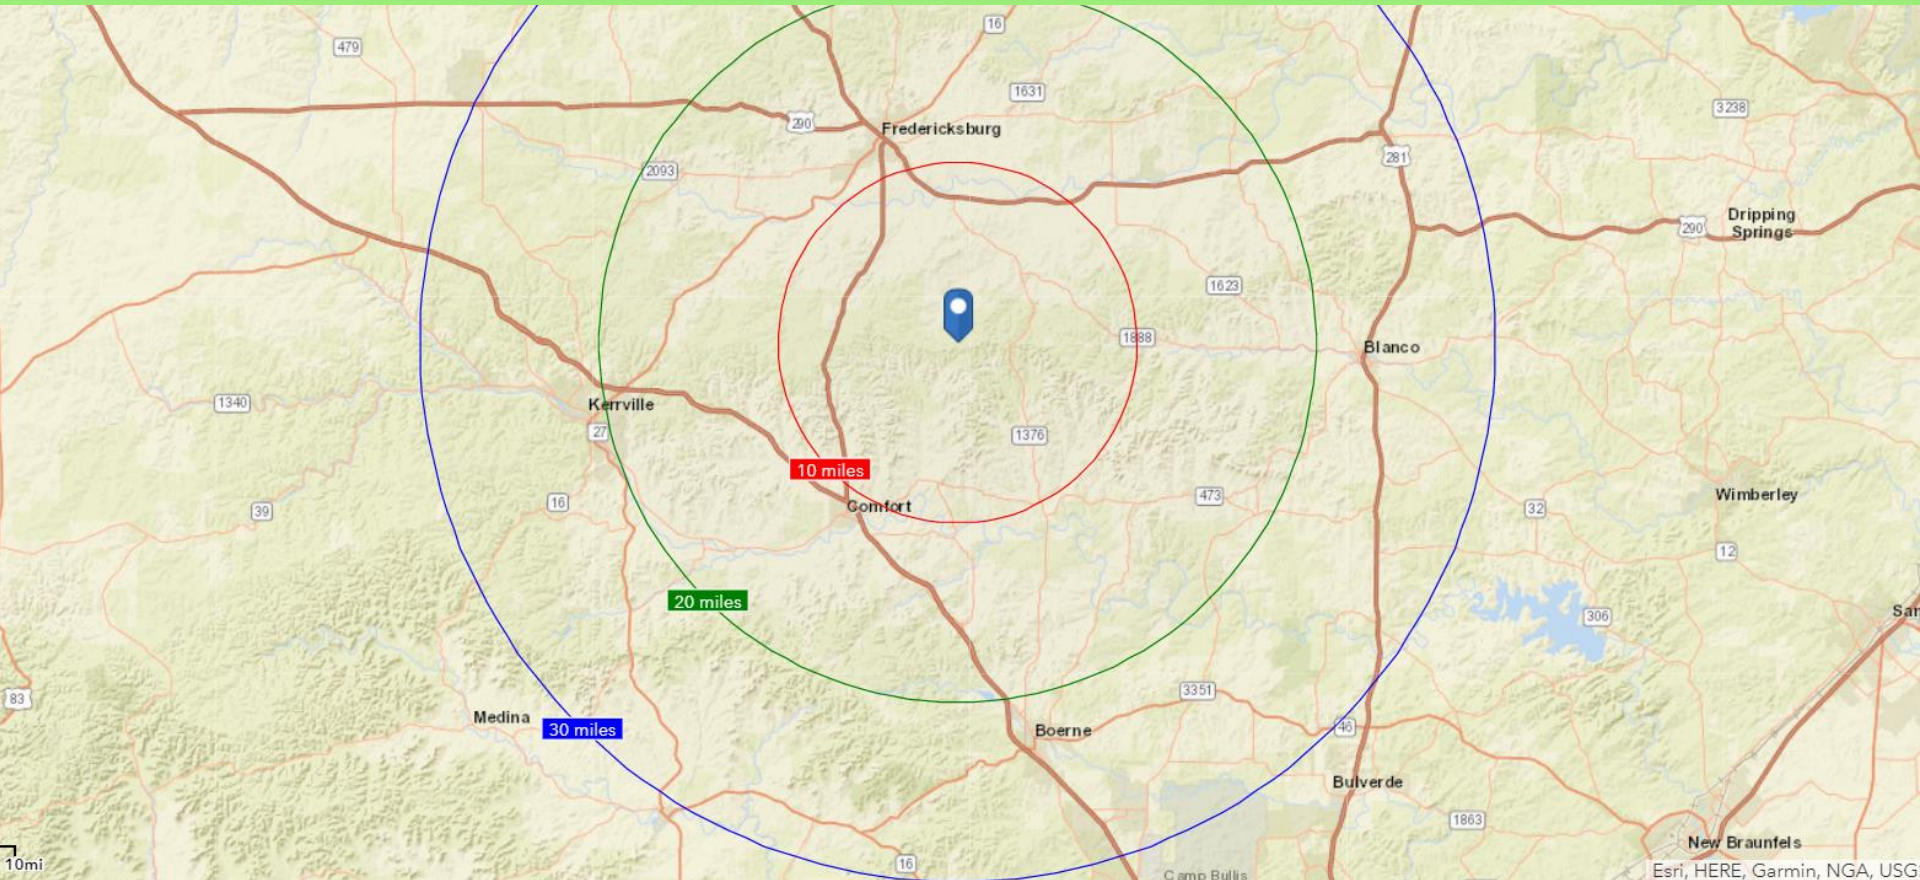 16
479
1631
3238
290
Fredericksburg
281
2093
Dripping
Springs
290
1623
1888
Blanco
1340
Kerrville
27
1376
10 miles
Comfort
473
Wimberley
16
39
32
12
20 miles
306
San
83
3351
Medina
30 miles
Boerne
46
Bulverde
1863
New Braunfels
16
10mi
Camp Bullis
Esri, HERE, Garmin, NGA, USGS